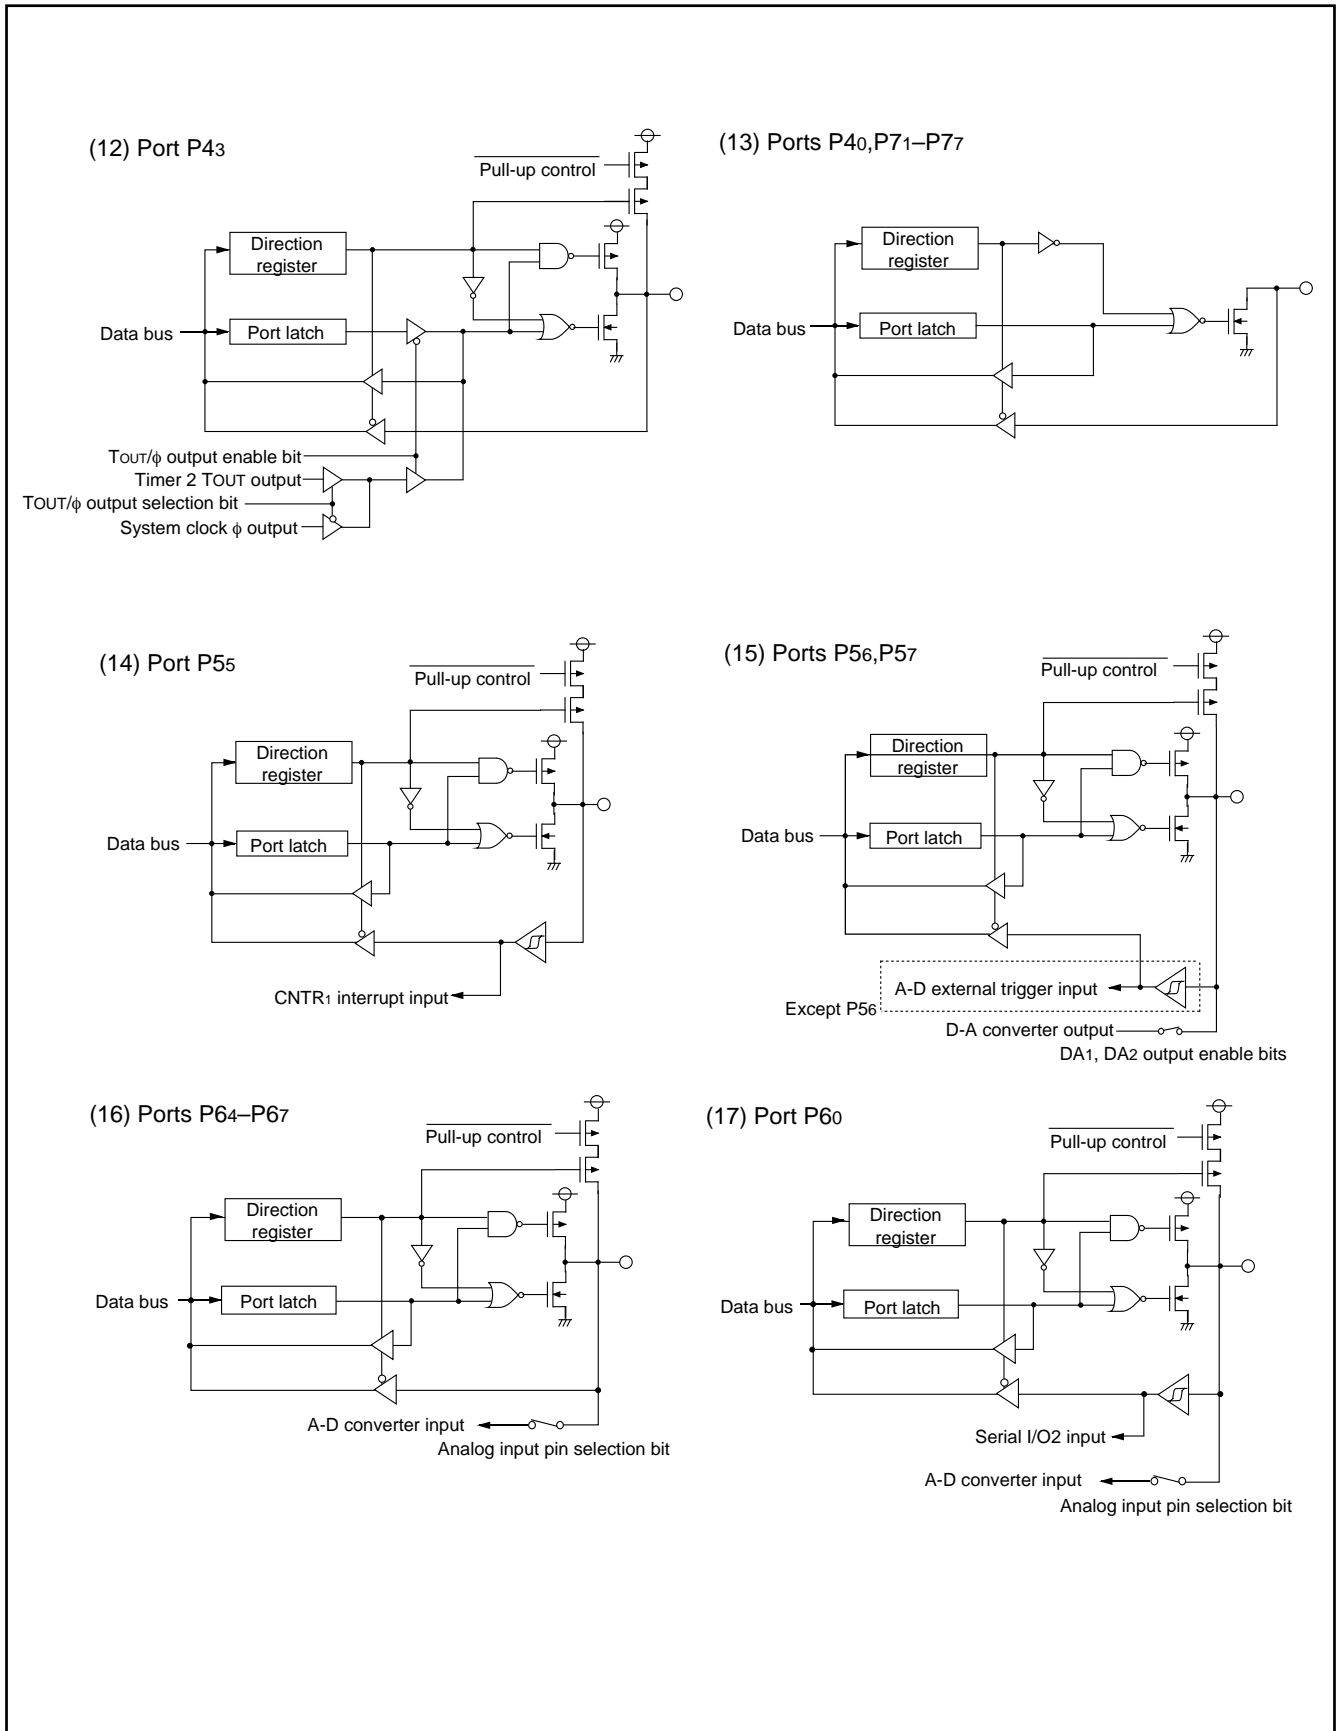 (12) Port P43
Pull-up control
Direction
register
Data bus
Port latch
TOUT/ϕ output enable bit
Timer 2 TOUT output
TOUT/ϕ output selection bit
System clock ϕ output
(13) Ports P40,P71–P77
Direction
register
Data bus
Port latch
(14) Port P55
Pull-up control
Direction
register
Data bus
Port latch
CNTR1 interrupt input
(15) Ports P56,P57
Pull-up control
Direction
register
Data bus
Port latch
A-D external trigger input
Except P56
D-A converter output
DA1, DA2 output enable bits
(16) Ports P64–P67
Pull-up control
Direction
register
Data bus
Port latch
A-D converter input
Analog input pin selection bit
(17) Port P60
Pull-up control
Direction
register
Data bus
Port latch
Serial I/O2 input
A-D converter input
Analog input pin selection bit